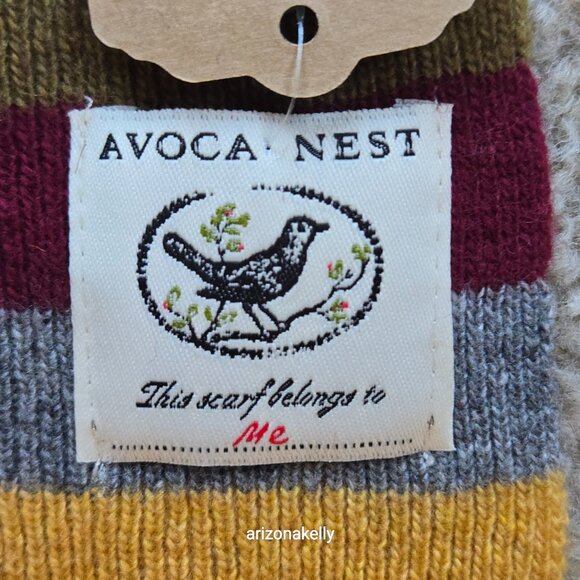 AVOCA NEST
This scarf belongs to
Me
arizonakelly